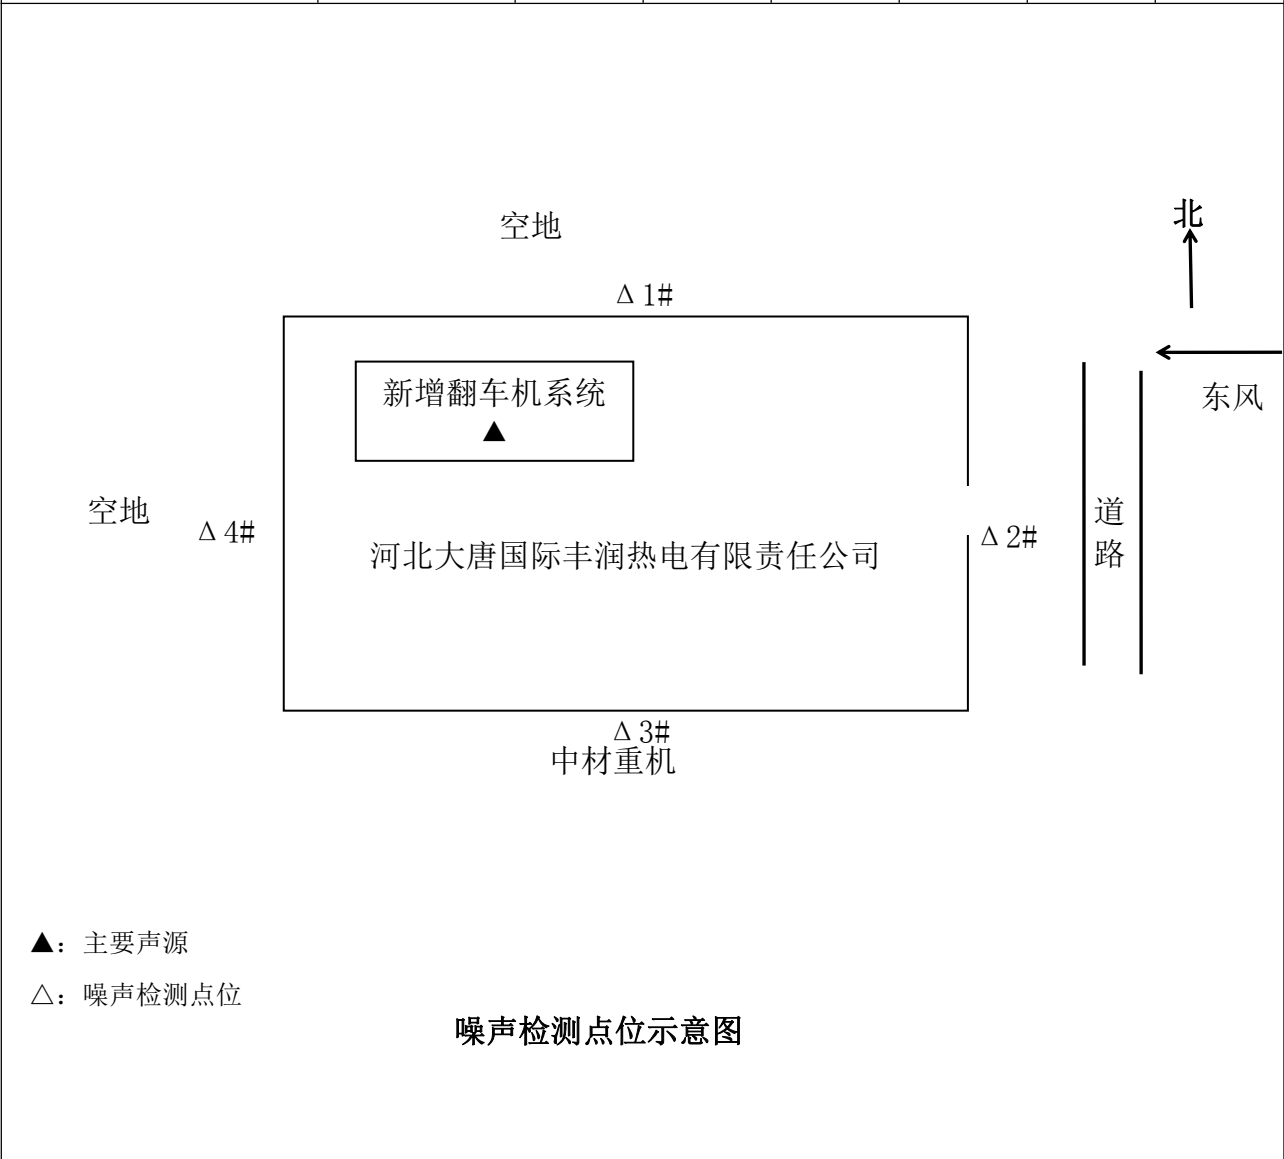 空地
北
Δ 1#
新增翻车机系统
▲
东风
空地
Δ 4#
河北大唐国际丰润热电有限责任公司
Δ 2#
道
路
Δ 3#
中材重机
▲：主要声源
△：噪声检测点位
噪声检测点位示意图